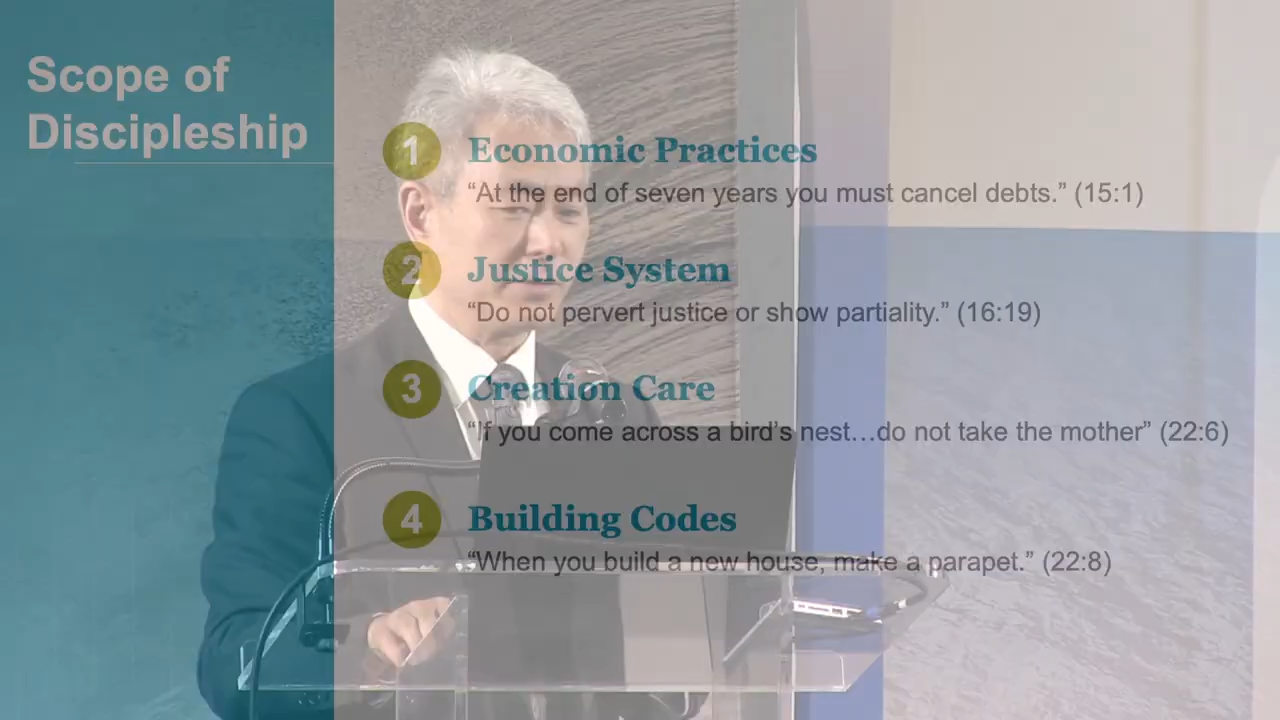 Scope of
Discipleship
1
Economic Practices
“At the end of seven years you must cancel debts.” (15:1)
2
Justice System
“Do not pervert justice or show partiality.” (16:19)
3
Creation Care
“If you come across a bird’s nest…do not take the mother” (22:6)
4
Building Codes
“When you build a new house, make a parapet.” (22:8)